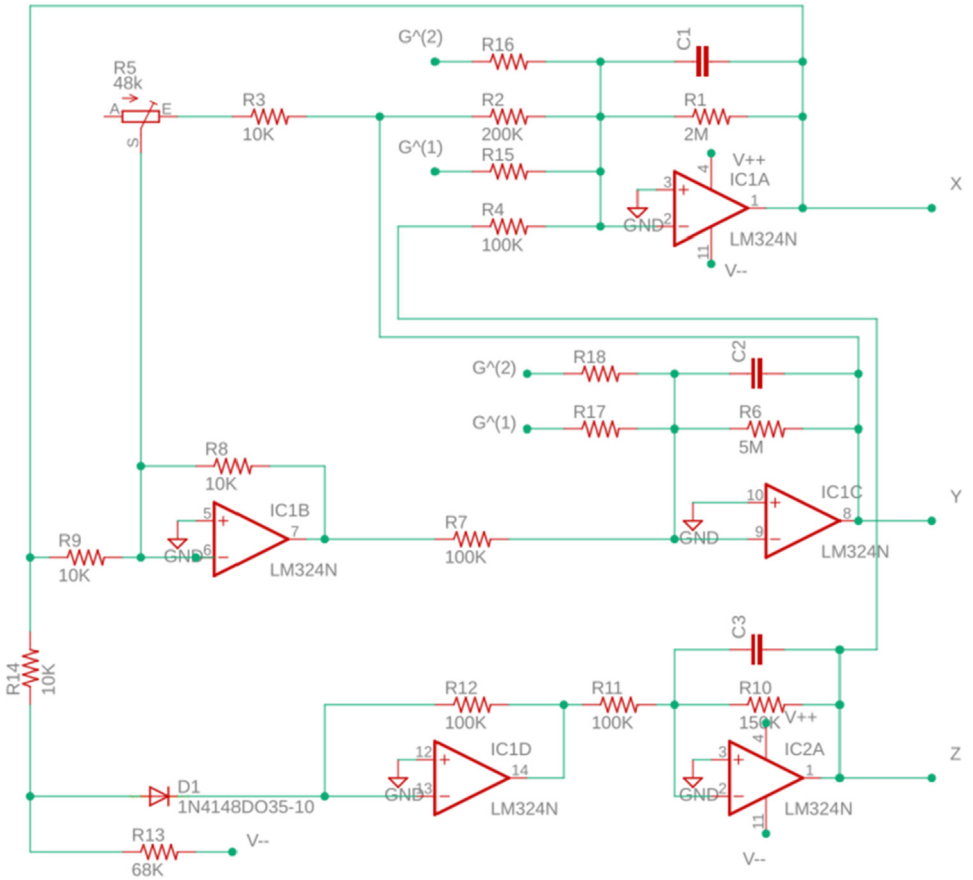 G^(2)
R16
C1
R5
48k
A
E
S
R3
10K
R2
200K
R1
2M
G^(1)
R15
V++
4
IC1A
3
1
X
R4
100K
GND
2
LM324N
11
V--
G^(2)
R18
C2
G^(1)
R17
R6
5M
R8
10K
10
IC1C
8
Y
5
IC1B
7
R7
100K
GND
9
LM324N
R9
10K
GND
6
LM324N
C3
R14
10K
R12
100K
R11
100K
R10
150K
V++
4
12
IC1D
14
3
IC2A
1
Z
D1
1N4148DO35-10
GND
13
LM324N
GND
2
LM324N
11
R13
68K
V--
V--